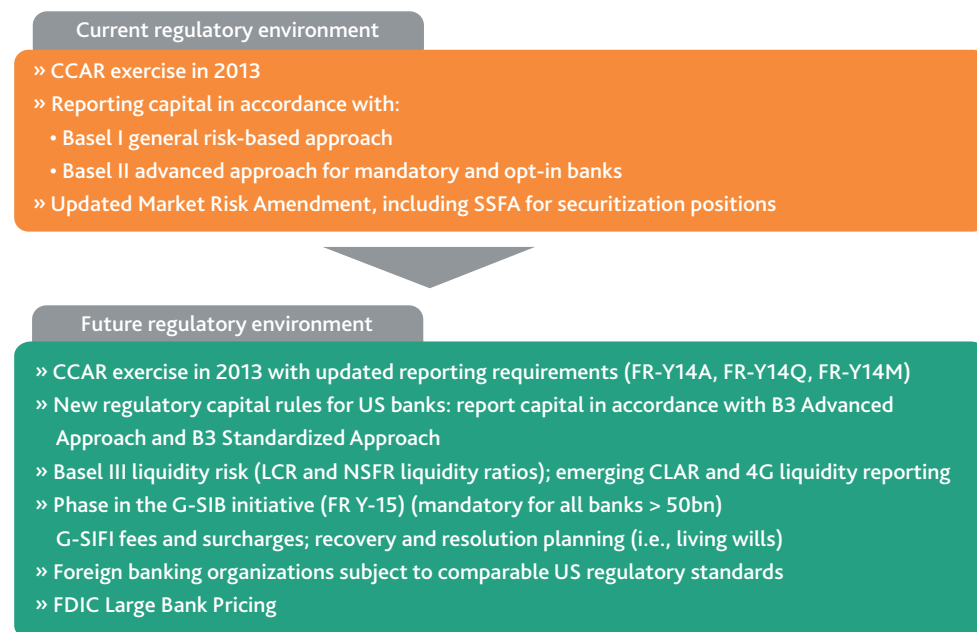 Current regulatory environment
» CCAR exercise in 2013
» Reporting capital in accordance with:
• Basel I general risk-based approach
• Basel II advanced approach for mandatory and opt-in banks
» Updated Market Risk Amendment, including SSFA for securitization positions
Future regulatory environment
» CCAR exercise in 2013 with updated reporting requirements (FR-Y14A, FR-Y14Q, FR-Y14M)
» New regulatory capital rules for US banks: report capital in accordance with B3 Advanced
Approach and B3 Standardized Approach
» Basel III liquidity risk (LCR and NSFR liquidity ratios); emerging CLAR and 4G liquidity reporting
» Phase in the G-SIB initiative (FR Y-15) (mandatory for all banks > 50bn)
G-SIFI fees and surcharges; recovery and resolution planning (i.e., living wills)
» Foreign banking organizations subject to comparable US regulatory standards
» FDIC Large Bank Pricing